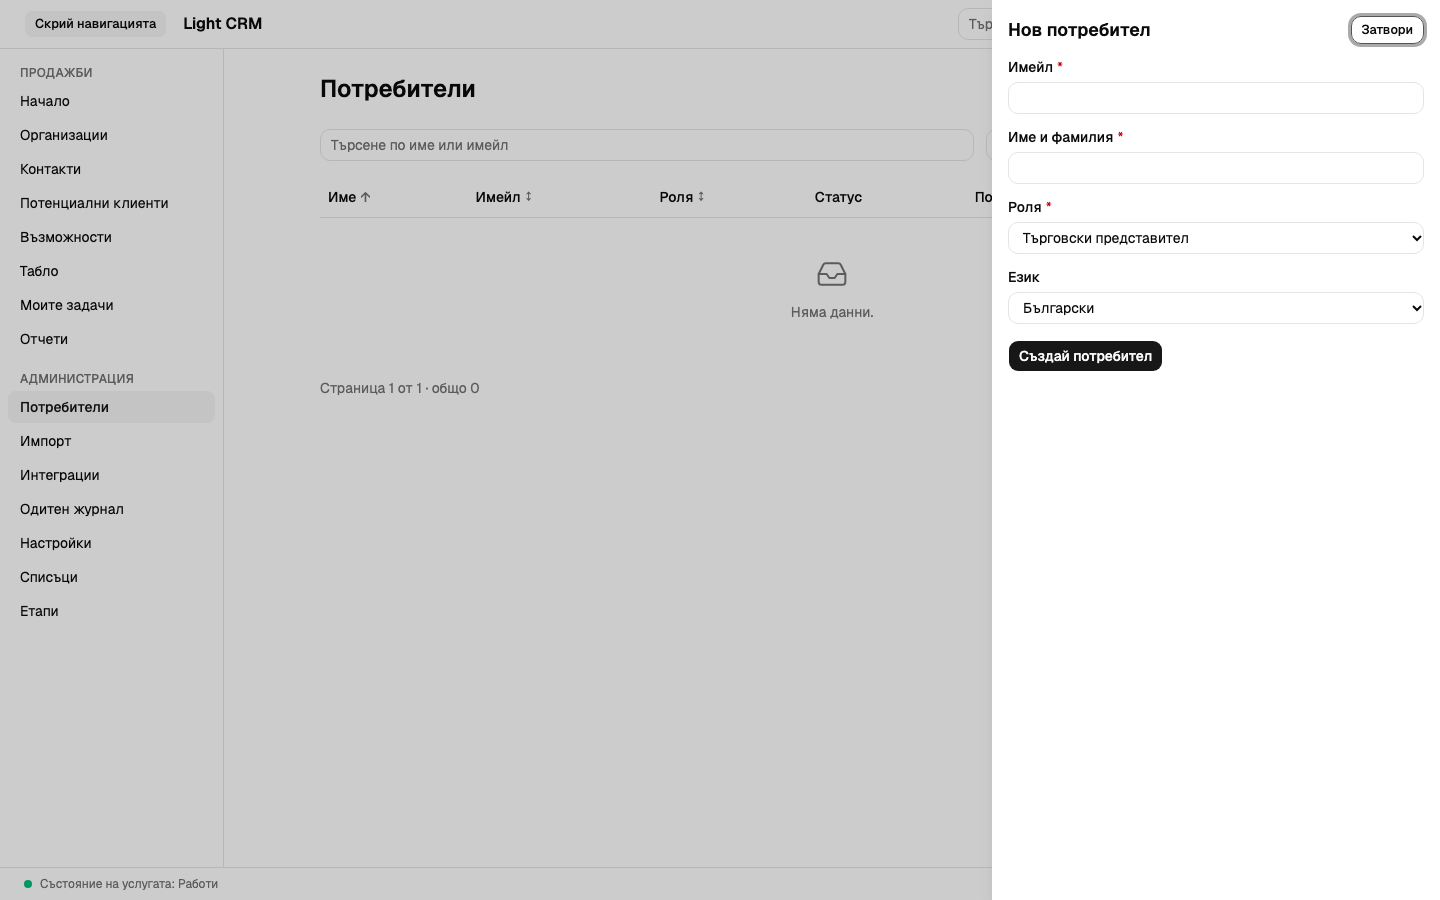 Скрий навигацията
Light CRM
Тър
ПРОДАЖБИ
Начало
Организации
Контакти
Потенциални клиенти
Възможности
Табло
Моите задачи
Отчети
АДМИНИСТРАЦИЯ
Потребители
Импорт
Интеграции
Одитен журнал
Настройки
Списъци
Етапи
Потребители
Търсене по име или имейл
Име ↑ Имейл ↕ Роля ↕ Статус По
Няма данни.
Страница 1 от 1 · общо 0
Състояние на услугата: Работи
Нов потребител
Затвори
Имейл *
Име и фамилия *
Роля *
Търговски представител
Език
Български
Създай потребител